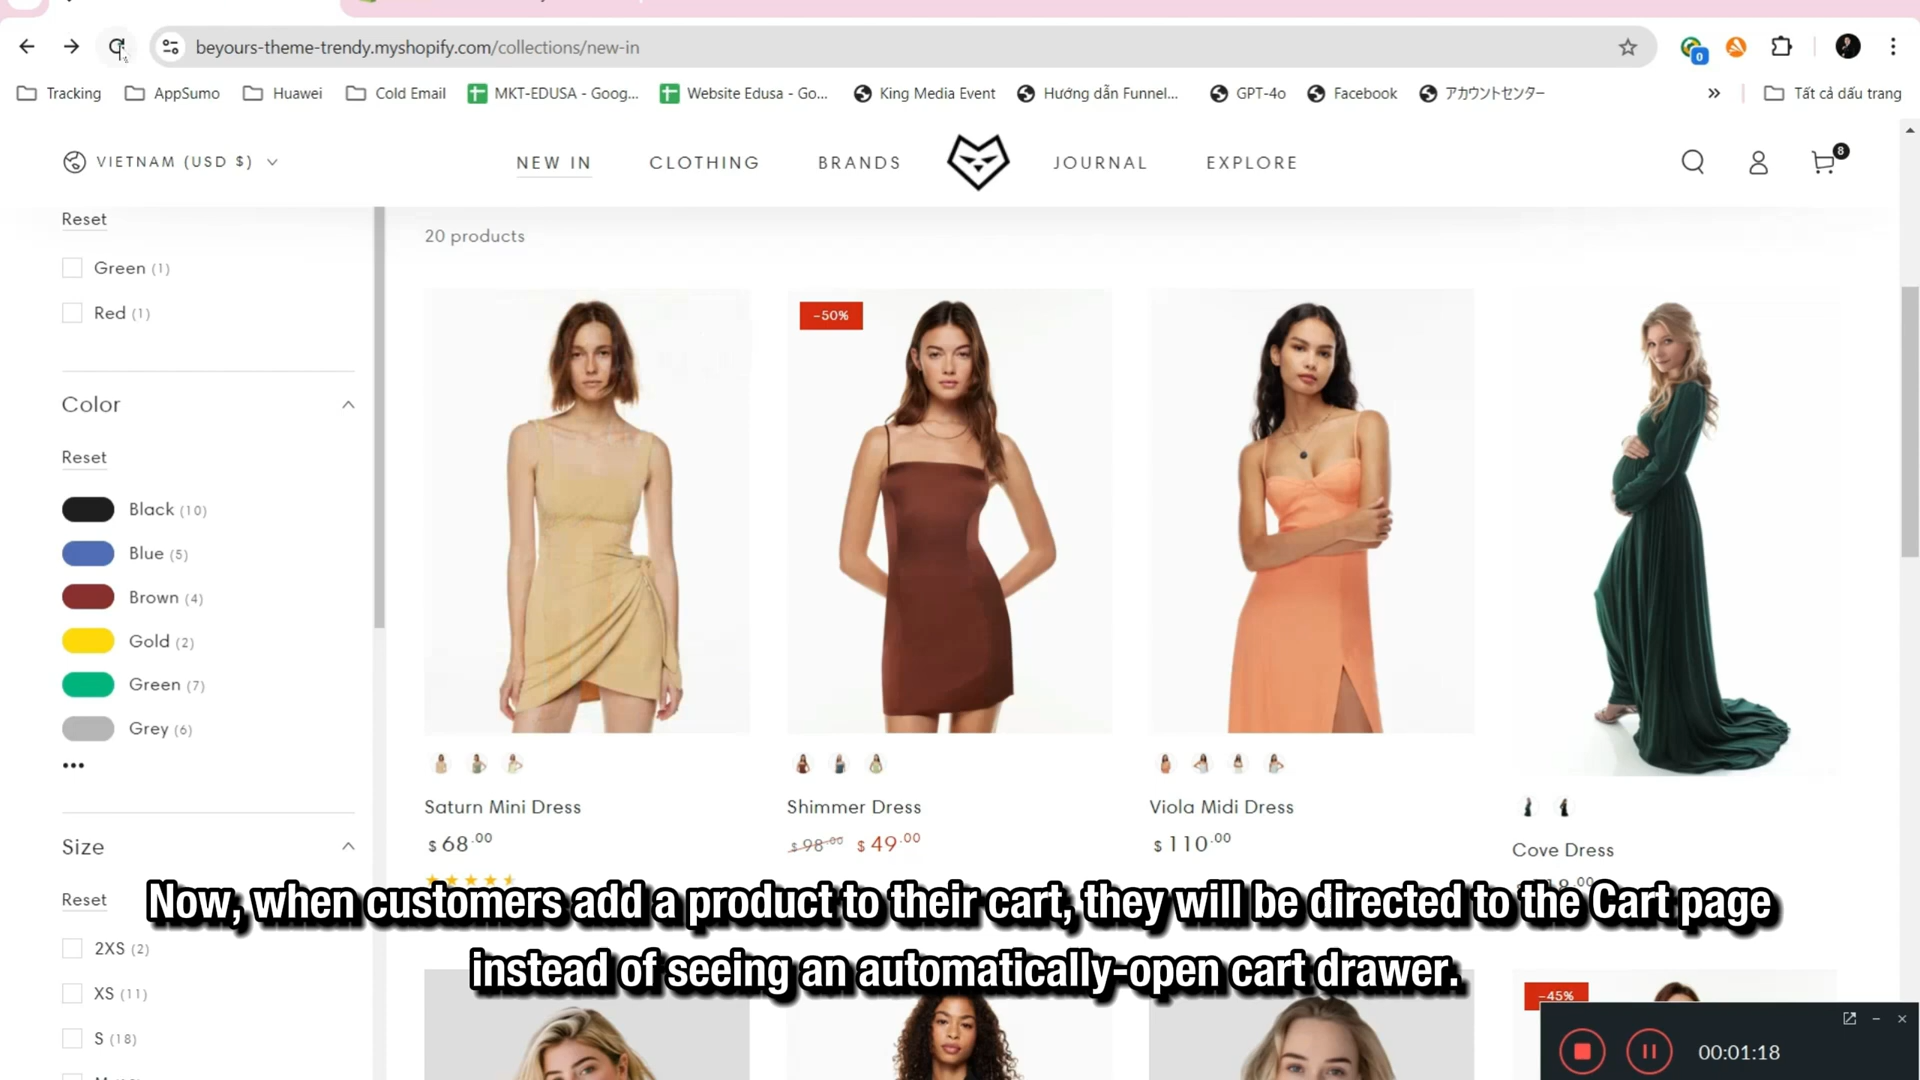 beyours-theme-trendy.myshopify.com/collections/new-in
0
Tracking
AppSumo
Huawei
Cold Email
MKT-EDUSA - Goog...
Website Edusa - Go...
King Media Event
Hướng dẫn Funnel...
GPT-4o
Facebook
アカウントセンター
»
Tất cả dấu trang
VIETNAM (USD $)
NEW IN
CLOTHING
BRANDS
JOURNAL
EXPLORE
8
Reset
Green (1)
Red (1)
Color
Reset
Black (10)
Blue (5)
Brown (4)
Gold (2)
Green (7)
Grey (6)
•••
Size
Reset
2XS (2)
XS (11)
S (18)
20 products
-50%
Saturn Mini Dress
$ 68.00
Shimmer Dress
$ 98.00 $ 49.00
Viola Midi Dress
$ 110.00
Cove Dress
Now, when customers add a product to their cart, they will be directed to the Cart page
instead of seeing an automatically-open cart drawer.
-45%
00:01:18